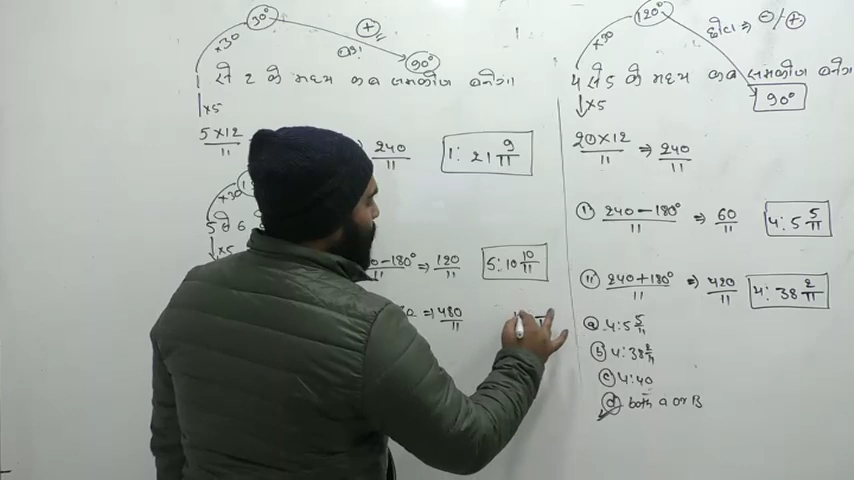 30°
×30
+
90°
1 से 2 के मध्य कब समकोण बनेगा
↓×5
5×12/11
240/11
1 : 21 9/11
×30
5 से 6
↓×5
−180°/11 ⇒ 120/11
5 : 10 10/11
⇒ 480/11
120°
×30
छोटा ⇒ −/+
4 से 5 के मध्य कब समकोण बनेगा
90°
↓×5
20×12/11 ⇒ 240/11
(i) 240−180°/11 ⇒ 60/11
4 : 5 5/11
(ii) 240+180°/11 ⇒ 420/11
4 : 38 2/11
(a) 4:5 5/11
(b) 4:38 2/11
(c) 4:40
(d) both a or B